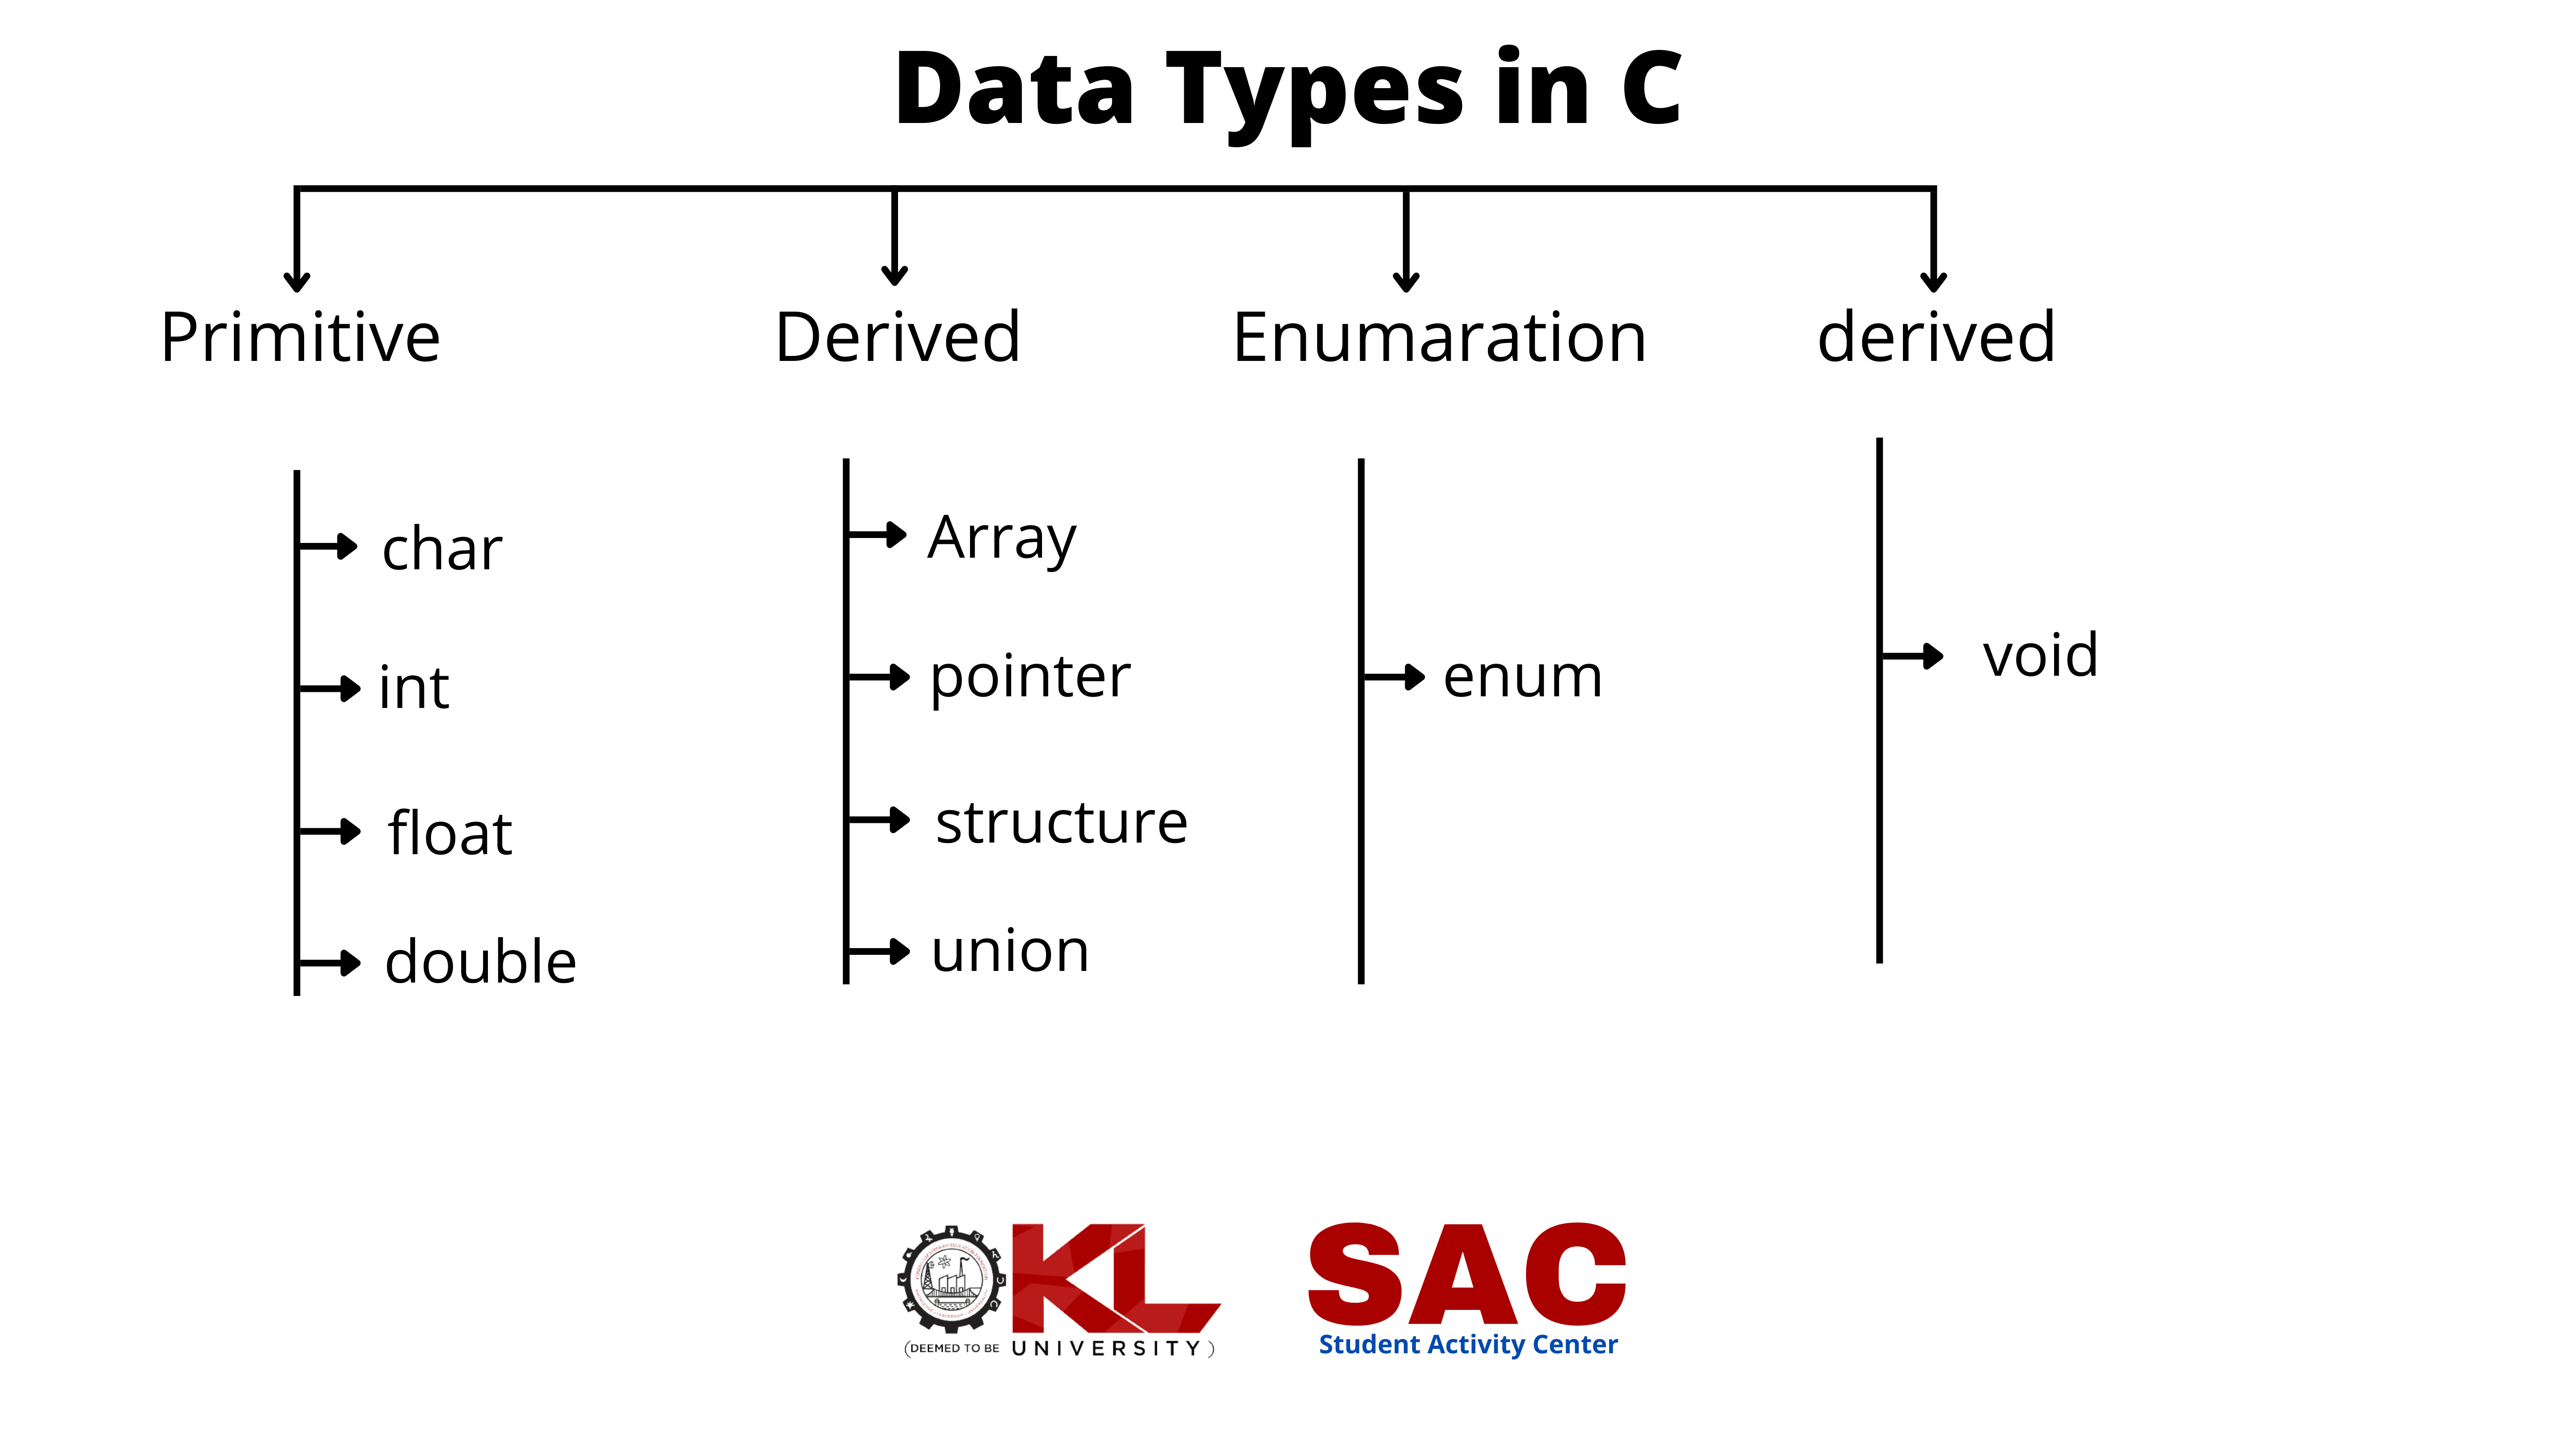 Data Types in C
Primitive
Derived
Enumaration
derived
char
int
float
double
Array
pointer
structure
union
enum
void
KL
(DEEMED TO BE UNIVERSITY)
SAC
Student Activity Center